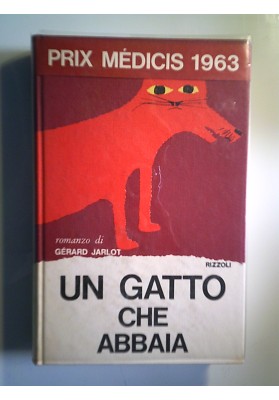 PRIX MÉDICIS 1963
romanzo di
GÉRARD JARLOT
RIZZOLI
UN GATTO
CHE
ABBAIA